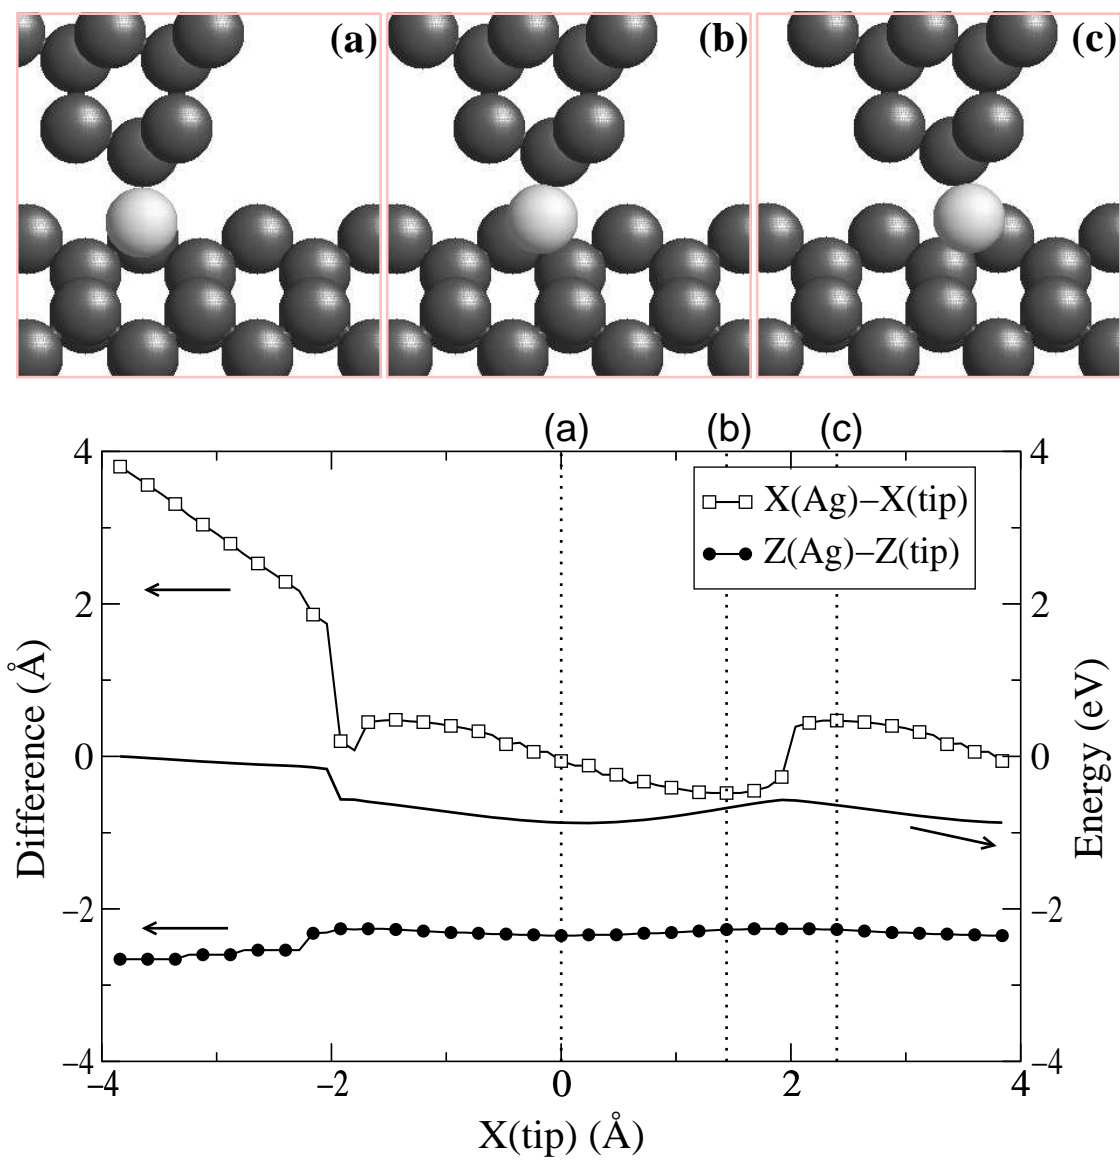 (a) (b) (c)
(a) (b) (c)
4 4
X(Ag)−X(tip)
Z(Ag)−Z(tip)
2 2
0 0
−2 −2
−4 −4
Difference (Å)
Energy (eV)
−4 −2 0 2 4
X(tip) (Å)